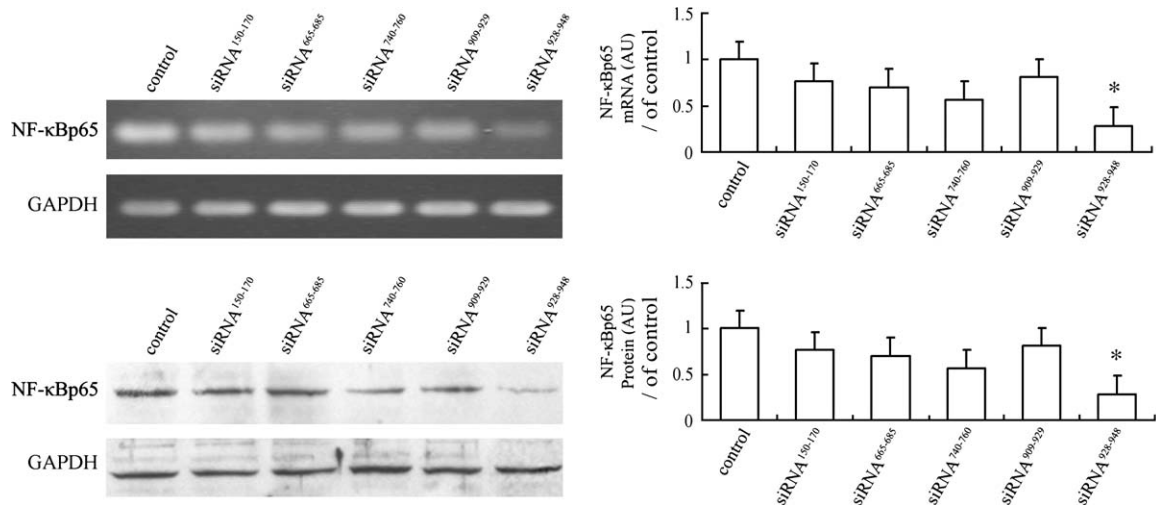 control siRNA150-170 siRNA665-685 siRNA740-760 siRNA909-929 siRNA928-948
NF-κBp65
GAPDH
NF-κBp65
mRNA (AU)
/ of control
1.5
1
0.5
0
*
control siRNA150-170 siRNA665-685 siRNA740-760 siRNA909-929 siRNA928-948
control siRNA150-170 siRNA665-685 siRNA740-760 siRNA909-929 siRNA928-948
NF-κBp65
GAPDH
NF-κBp65
Protein (AU)
/ of control
1.5
1
0.5
0
*
control siRNA150-170 siRNA665-685 siRNA740-760 siRNA909-929 siRNA928-948